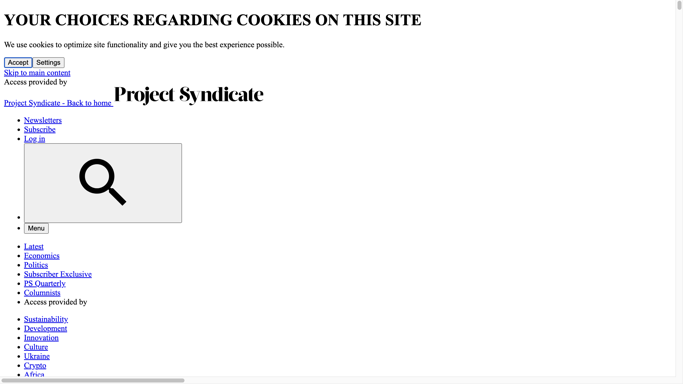 YOUR CHOICES REGARDING COOKIES ON THIS SITE
We use cookies to optimize site functionality and give you the best experience possible.
Accept Settings
Skip to main content
Access provided by
Project Syndicate - Back to home Project Syndicate
Newsletters
Subscribe
Log in
Menu
Latest
Economics
Politics
Subscriber Exclusive
PS Quarterly
Columnists
Access provided by
Sustainability
Development
Innovation
Culture
Ukraine
Crypto
Africa